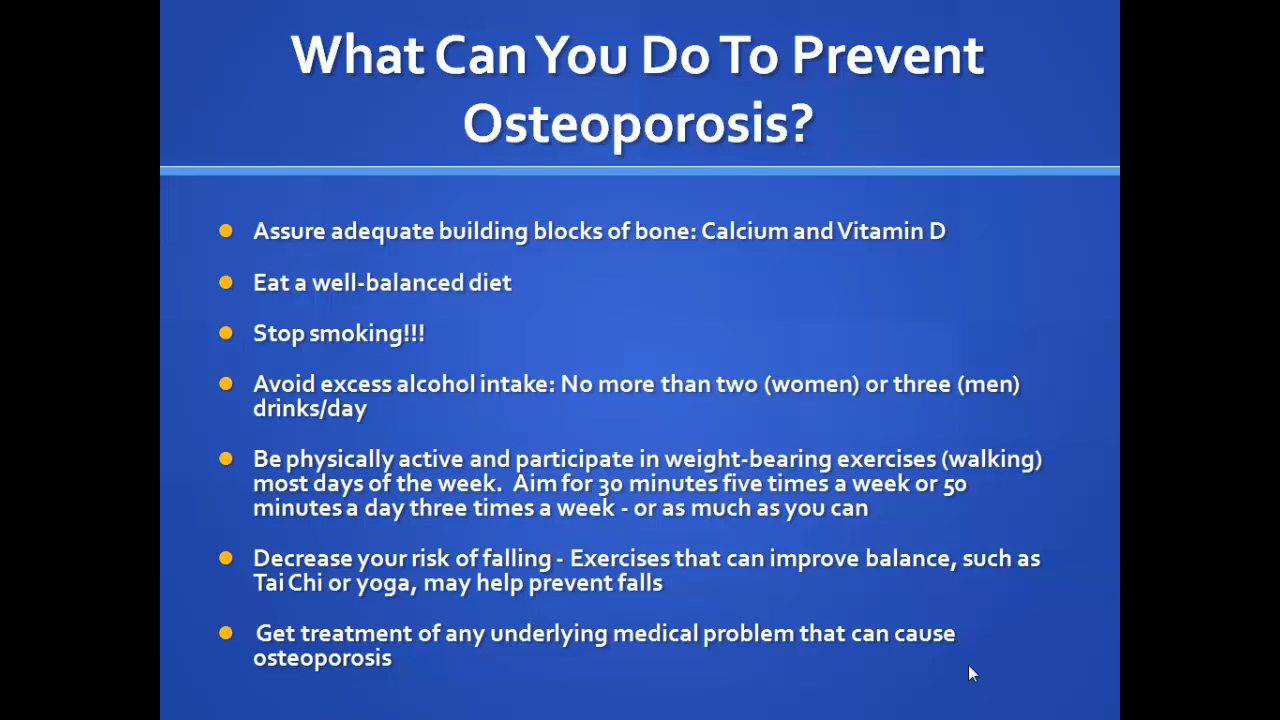 What Can You Do To Prevent
Osteoporosis?
Assure adequate building blocks of bone: Calcium and Vitamin D
Eat a well-balanced diet
Stop smoking!!!
Avoid excess alcohol intake: No more than two (women) or three (men)
drinks/day
Be physically active and participate in weight-bearing exercises (walking)
most days of the week.  Aim for 30 minutes five times a week or 50
minutes a day three times a week - or as much as you can
Decrease your risk of falling - Exercises that can improve balance, such as
Tai Chi or yoga, may help prevent falls
Get treatment of any underlying medical problem that can cause
osteoporosis